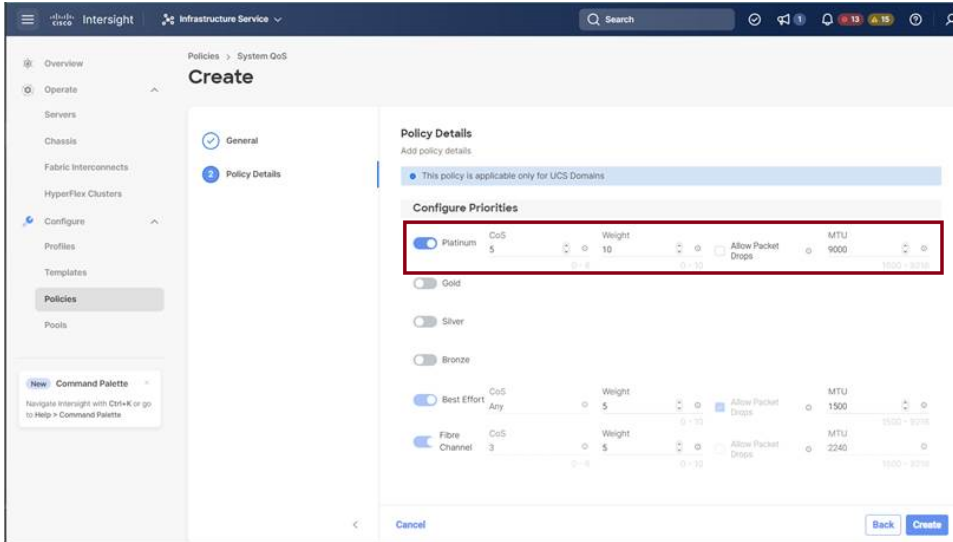 cisco Intersight Infrastructure Service Search 1 13 15
Overview
Operate
Servers
Chassis
Fabric Interconnects
HyperFlex Clusters
Configure
Profiles
Templates
Policies
Pools
New Command Palette
Navigate Intersight with Ctrl+K or go
to Help > Command Palette
Policies > System QoS
Create
General
2 Policy Details
Policy Details
Add policy details
This policy is applicable only for UCS Domains
Configure Priorities
Platinum CoS 5 Weight 10 Allow Packet Drops MTU 9000
0 - 6 0 - 10 1500 - 9216
Gold
Silver
Bronze
Best Effort CoS Any Weight 5 Allow Packet Drops MTU 1500
0 - 10 1500 - 9216
Fibre Channel CoS 3 Weight 5 Allow Packet Drops MTU 2240
0 - 6 0 - 10 1500 - 9216
Cancel Back Create